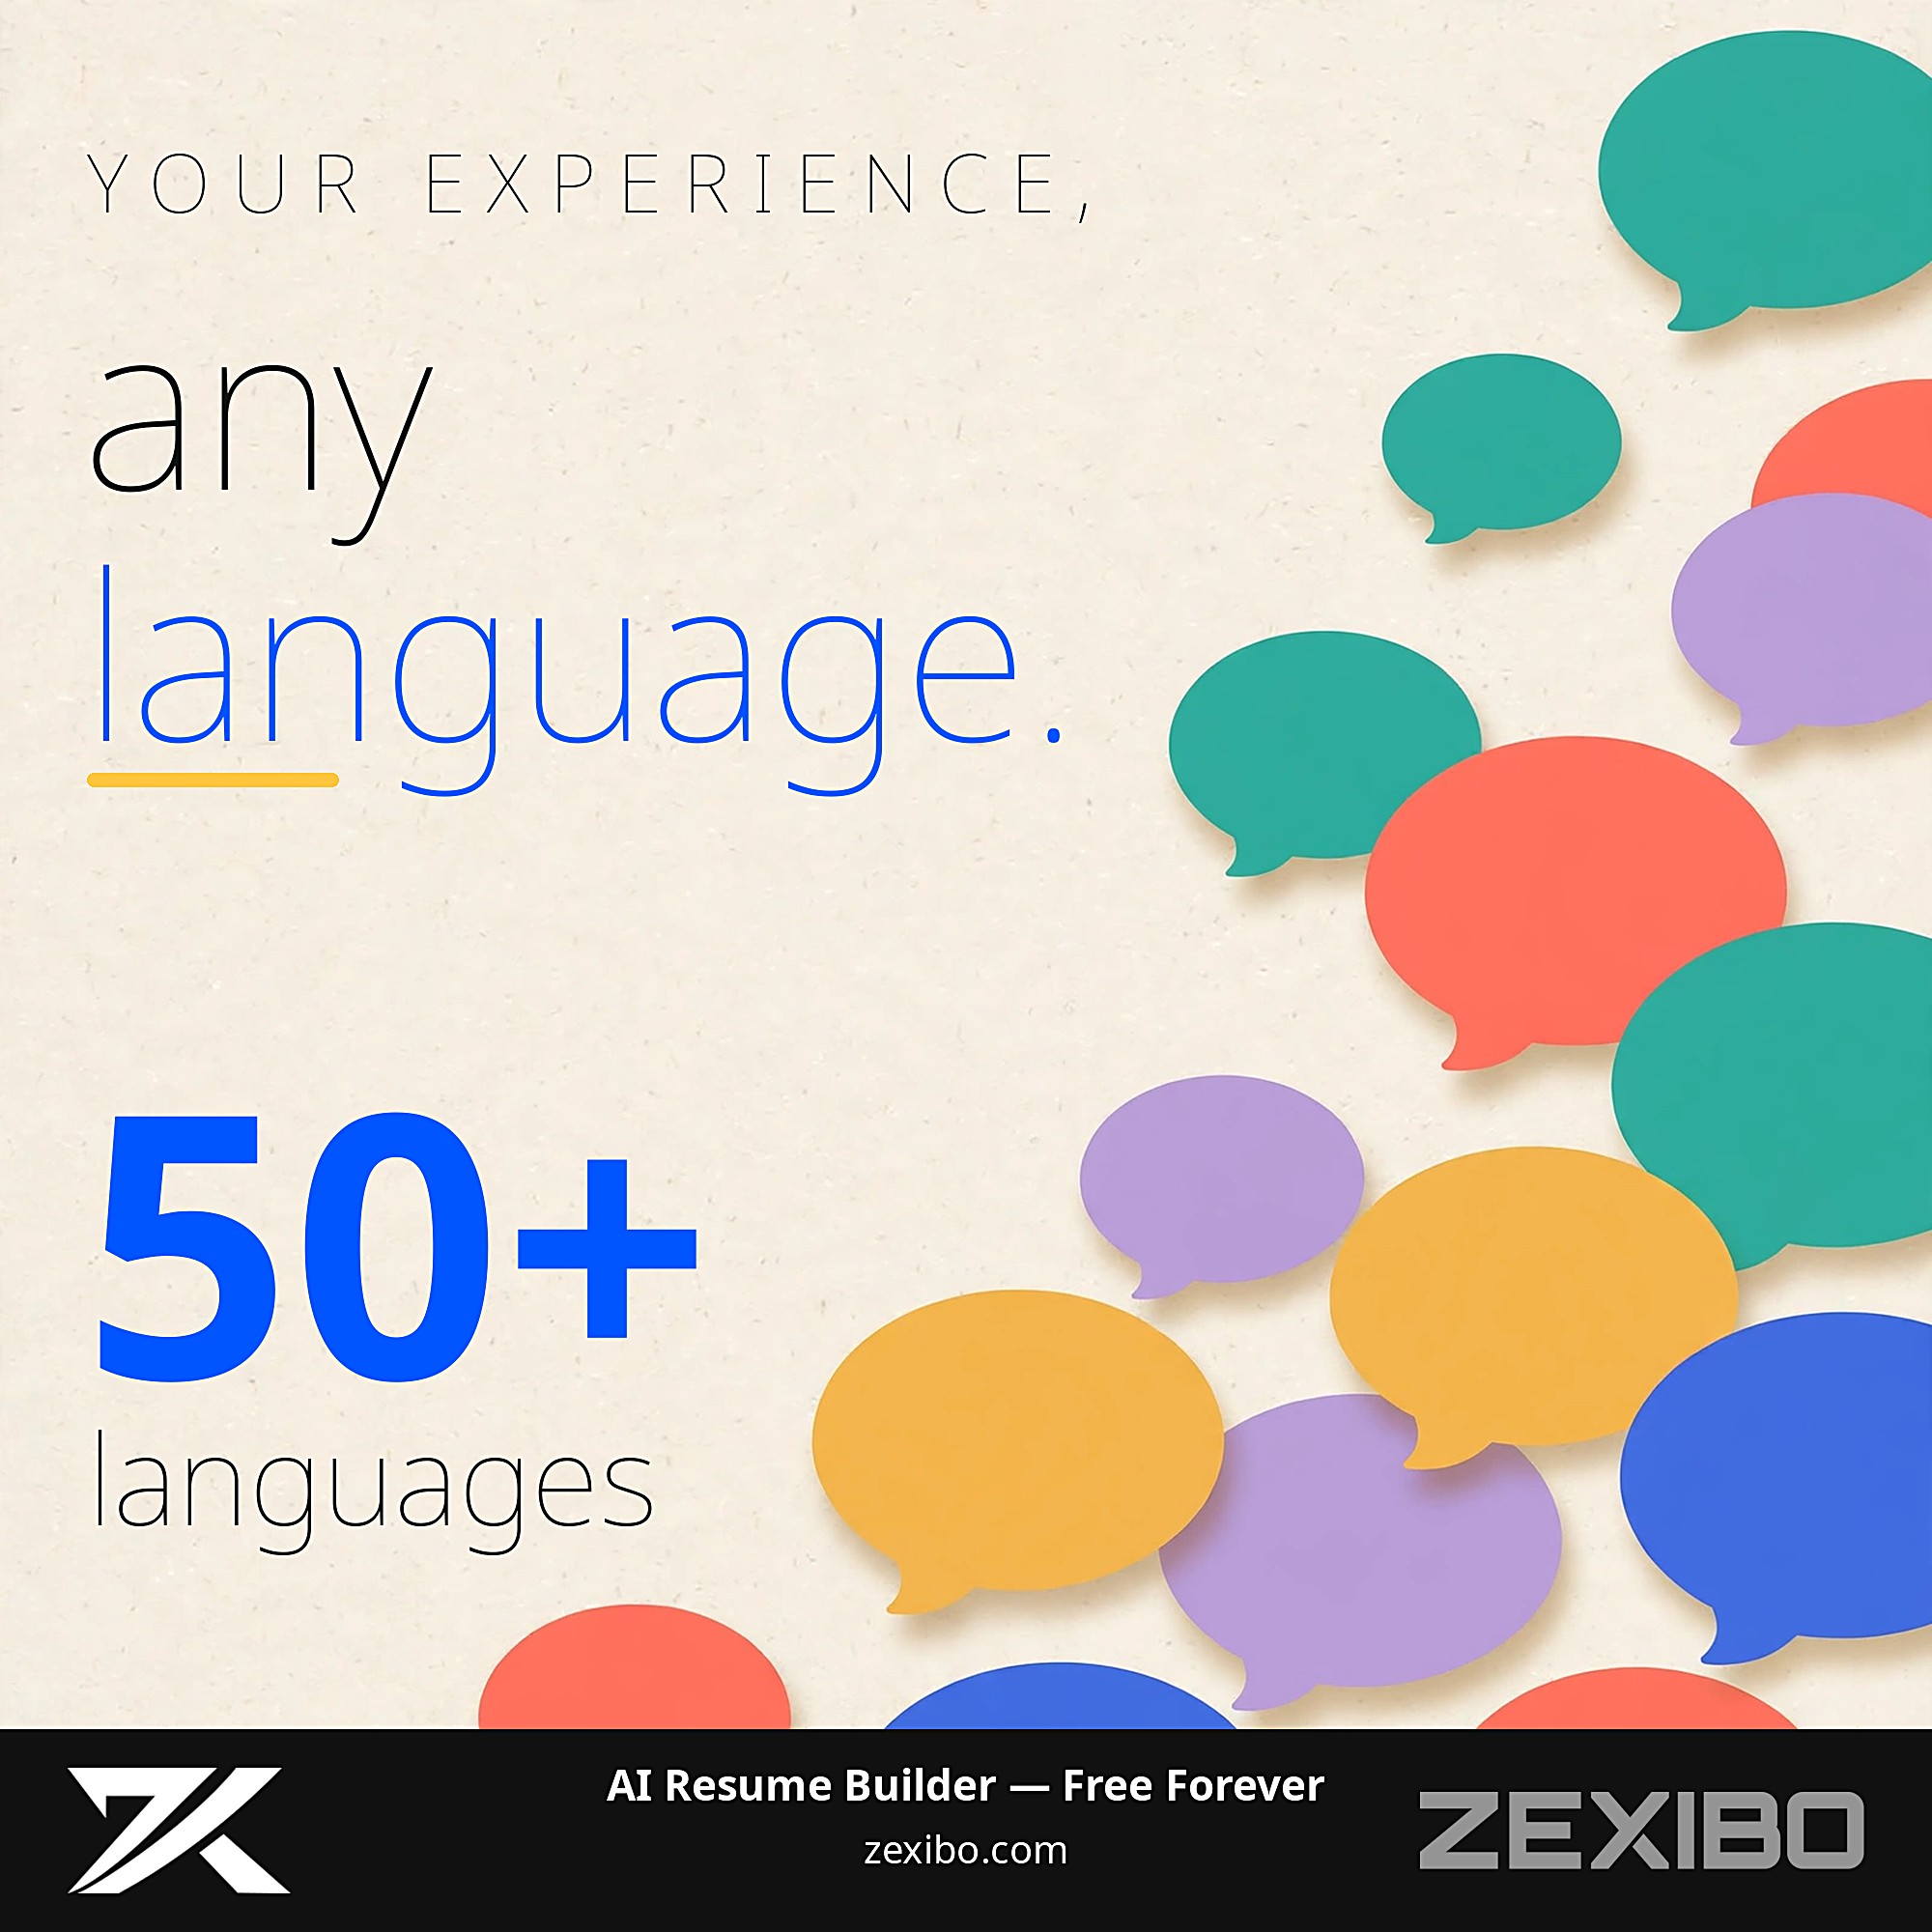 YOUR EXPERIENCE,
any
language.
50+
languages
AI Resume Builder — Free Forever
zexibo.com
ZEXIBO